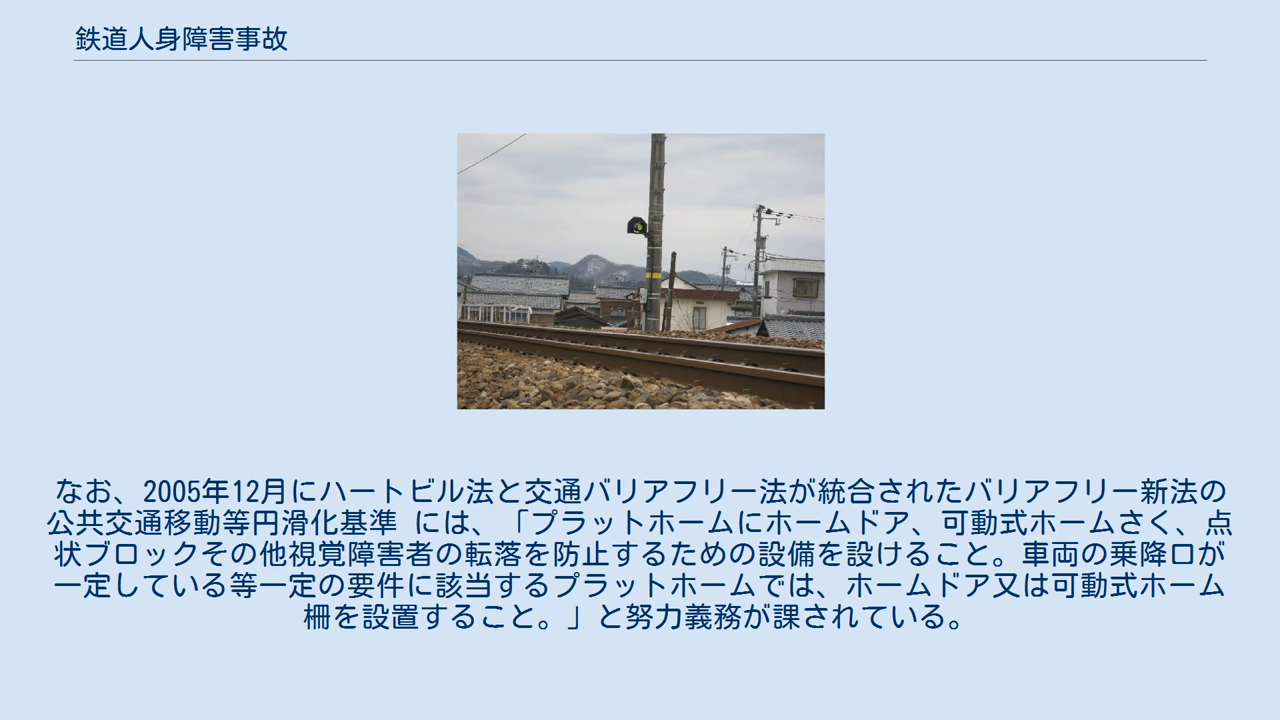 鉄道人身障害事故
なお、2005年12月にハートビル法と交通バリアフリー法が統合されたバリアフリー新法の
公共交通移動等円滑化基準 には、「プラットホームにホームドア、可動式ホームさく、点
状ブロックその他視覚障害者の転落を防止するための設備を設けること。車両の乗降口が
一定している等一定の要件に該当するプラットホームでは、ホームドア又は可動式ホーム
柵を設置すること。」と努力義務が課されている。